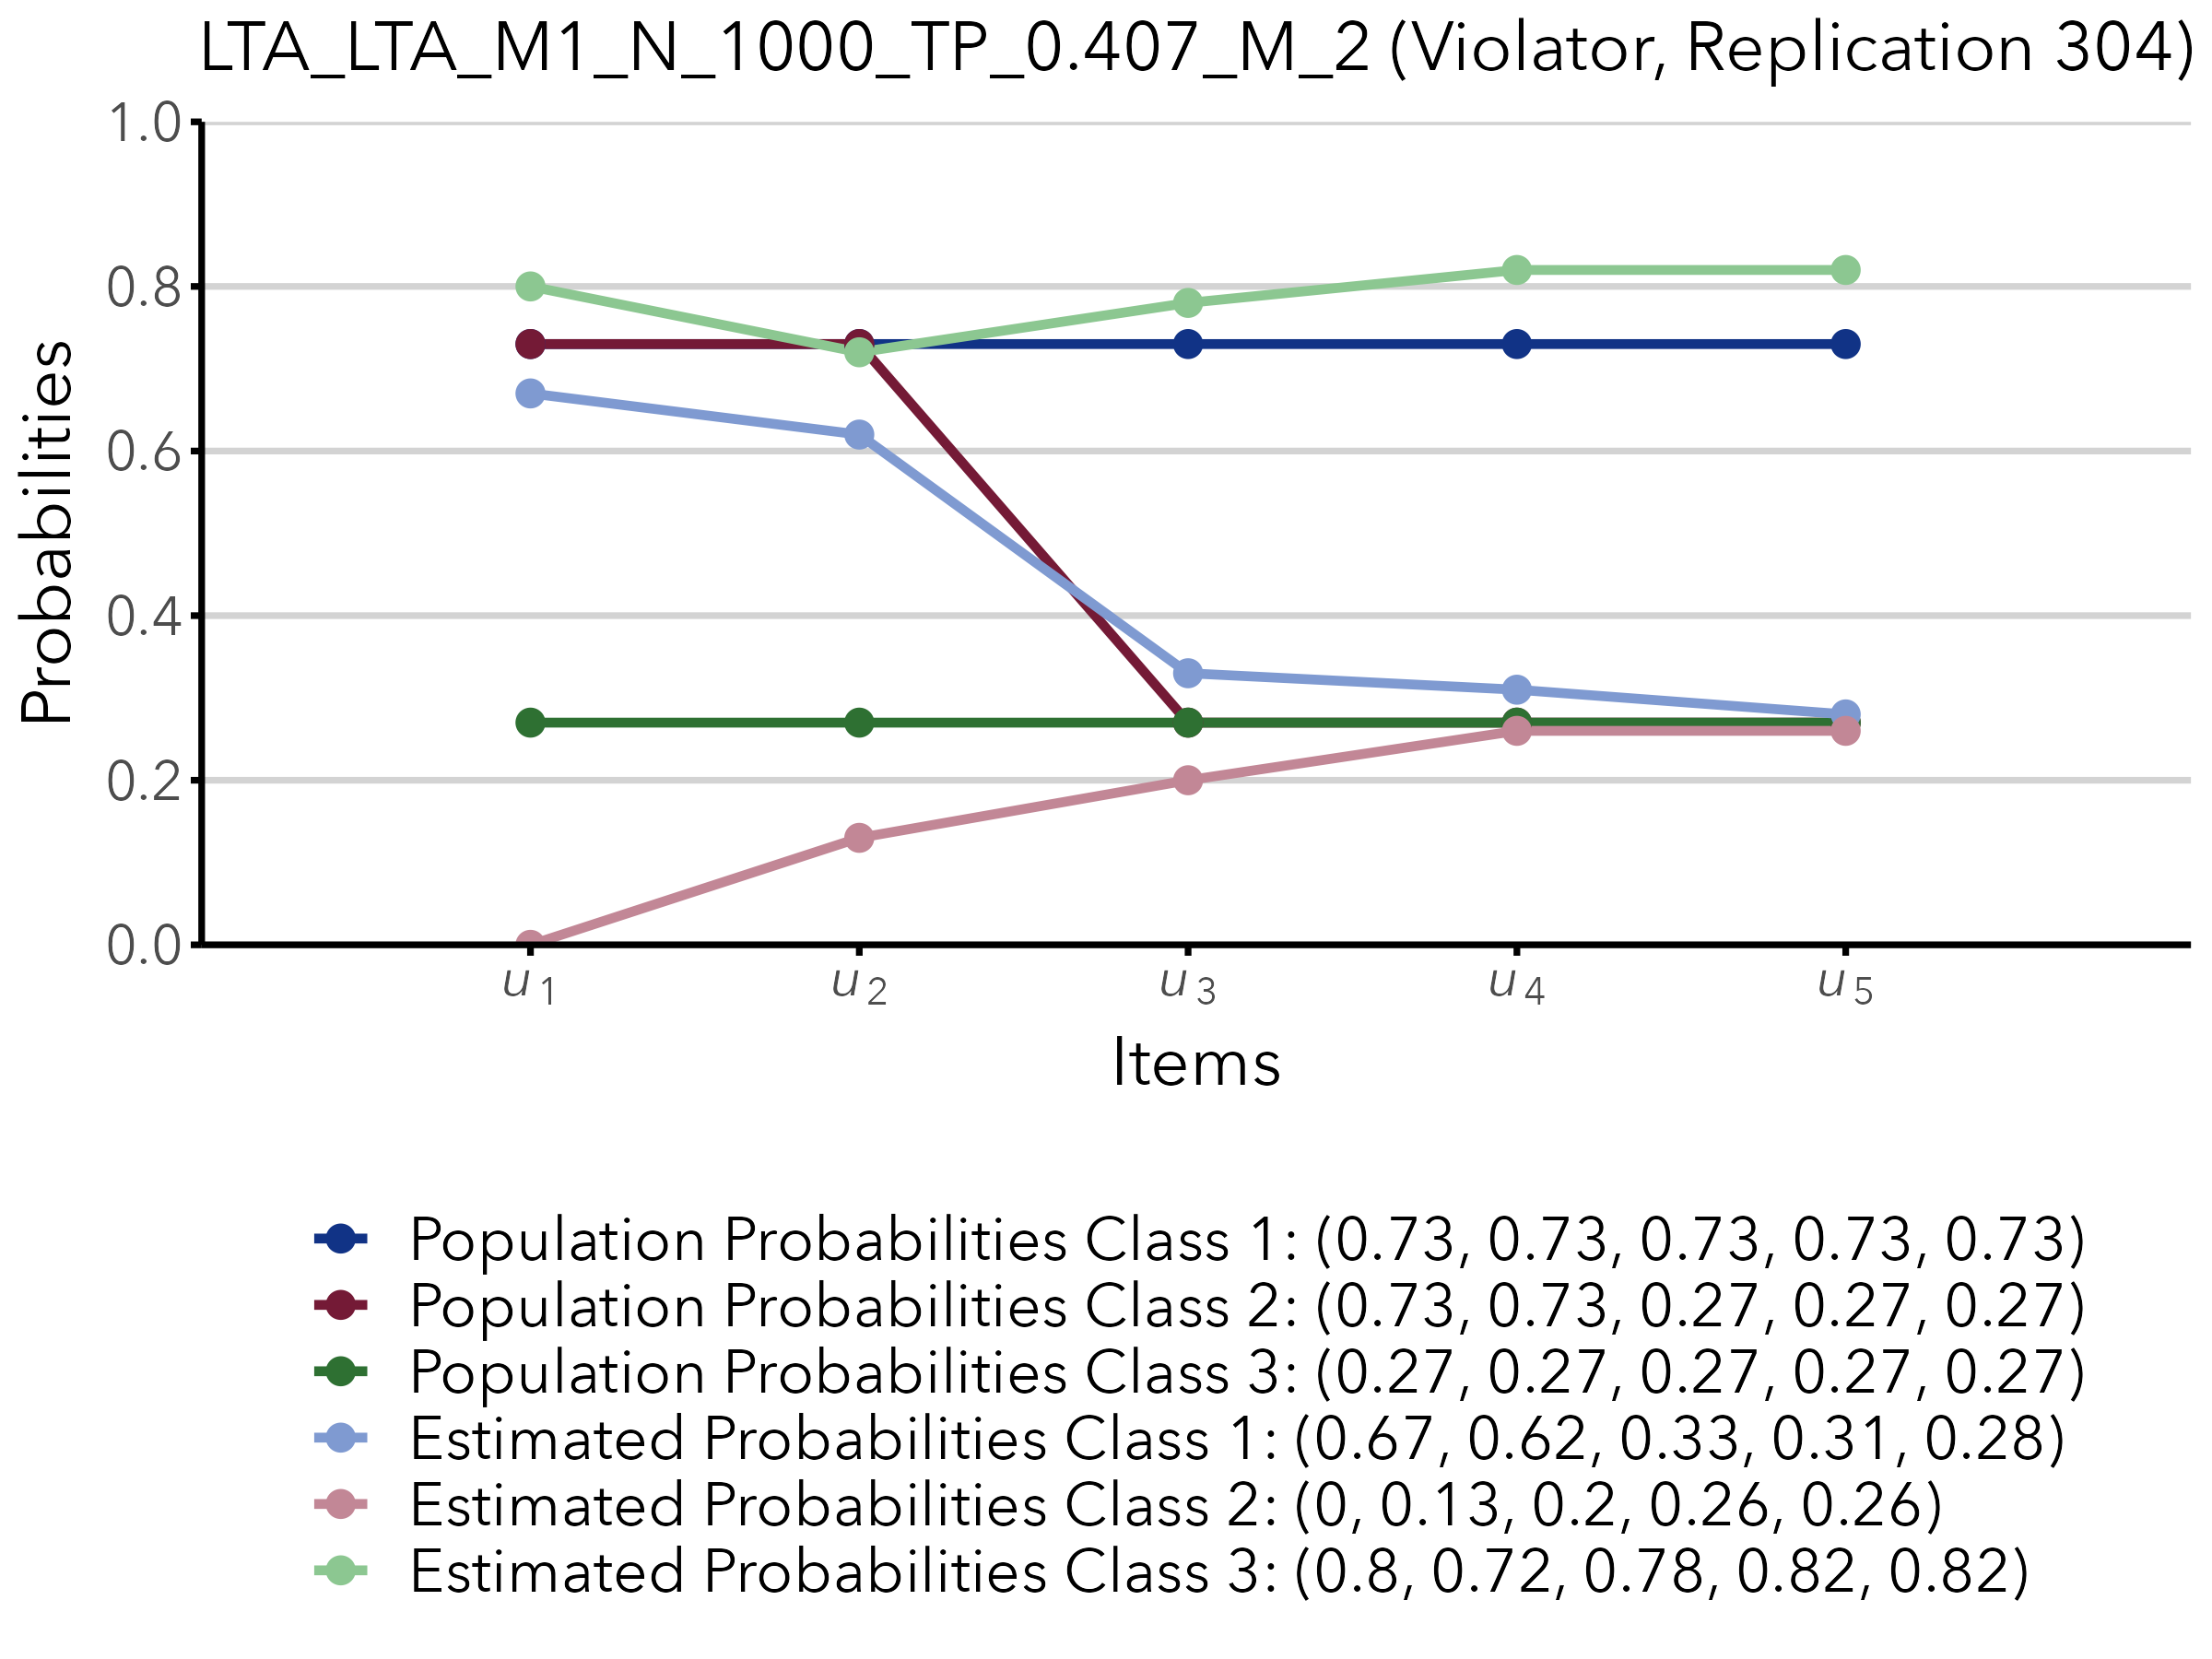 LTA_LTA_M1_N_1000_TP_0.407_M_2 (Violator, Replication 304)
1.0
0.8
0.6
0.4
0.2
0.0
Probabilities
u1 u2 u3 u4 u5
Items
Population Probabilities Class 1: (0.73, 0.73, 0.73, 0.73, 0.73)
Population Probabilities Class 2: (0.73, 0.73, 0.27, 0.27, 0.27)
Population Probabilities Class 3: (0.27, 0.27, 0.27, 0.27, 0.27)
Estimated Probabilities Class 1: (0.67, 0.62, 0.33, 0.31, 0.28)
Estimated Probabilities Class 2: (0, 0.13, 0.2, 0.26, 0.26)
Estimated Probabilities Class 3: (0.8, 0.72, 0.78, 0.82, 0.82)